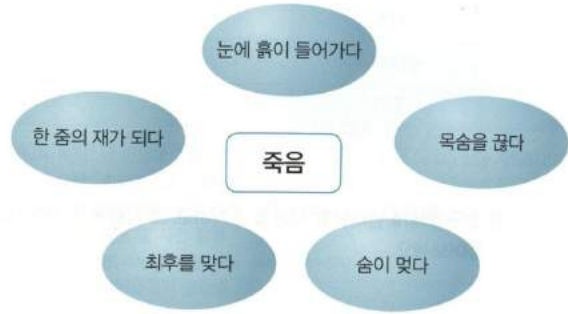 눈에 흙이 들어가다
한 줌의 재가 되다
목숨을 끊다
죽음
최후를 맞다
숨이 멎다